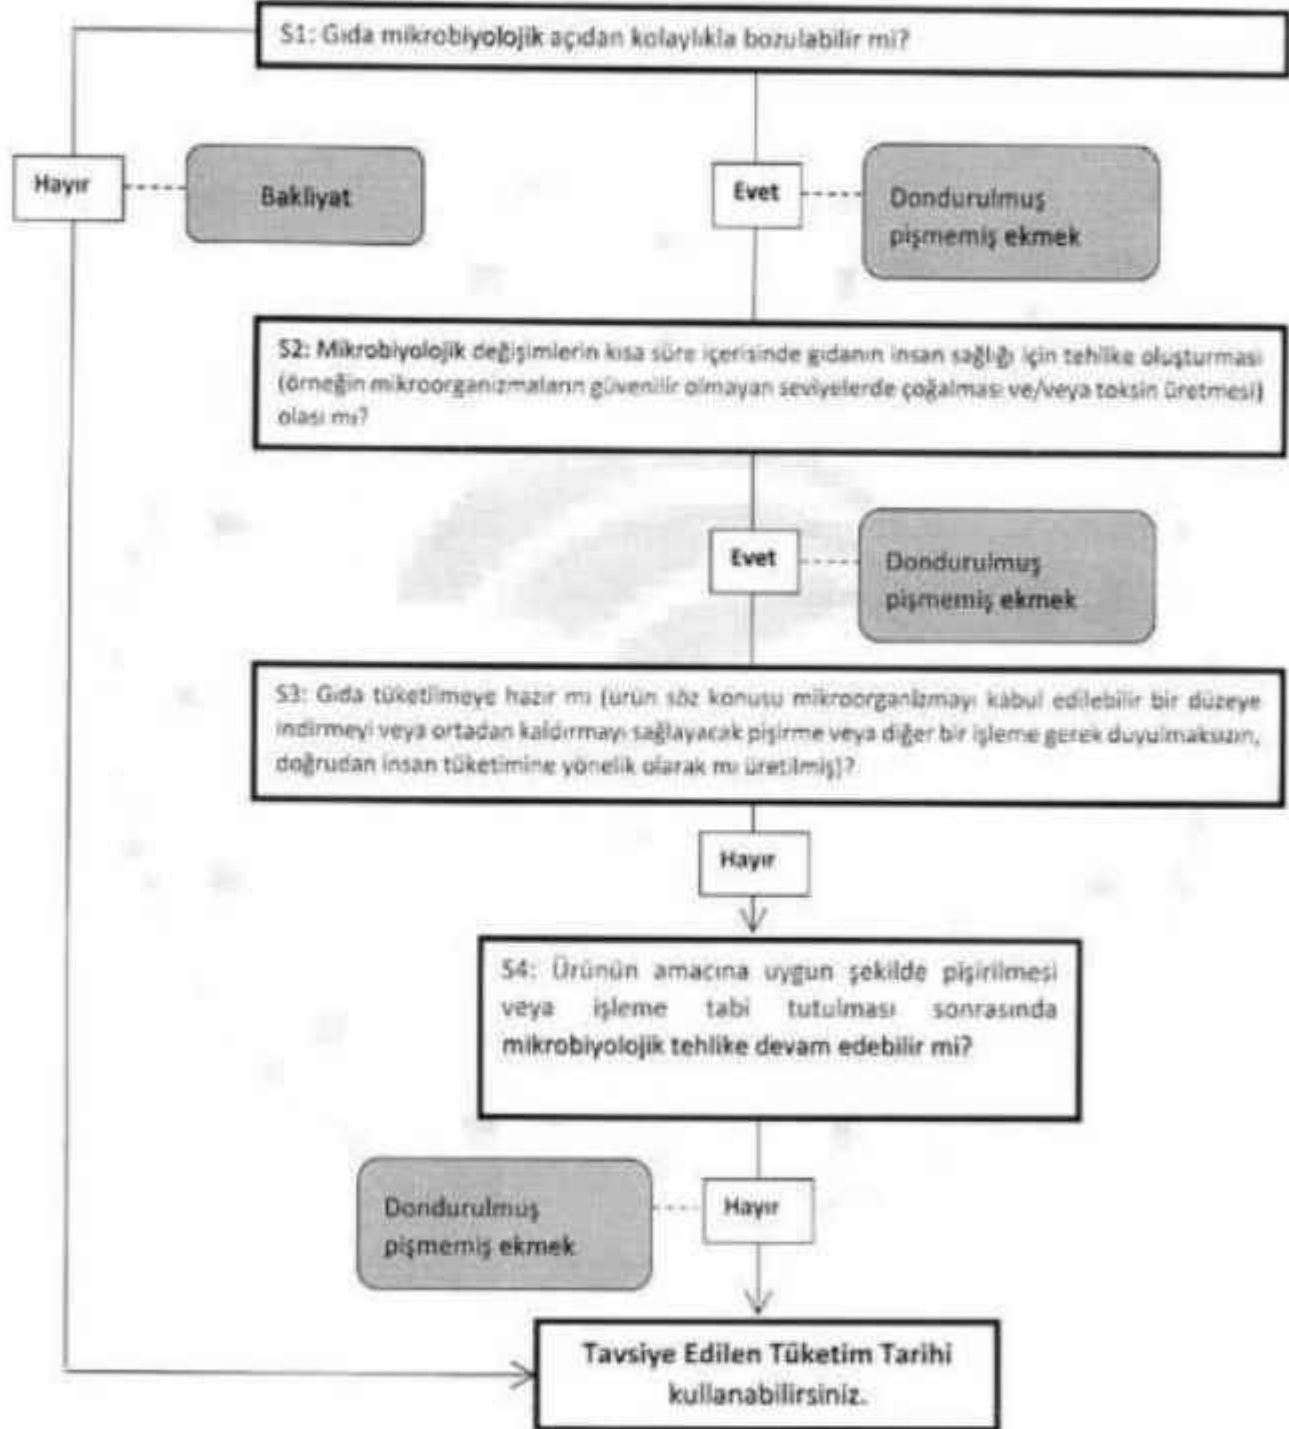 S1: Gıda mikrobiyolojik açıdan kolaylıkla bozulabilir mi?
Hayır
Bakliyat
Evet
Dondurulmuş
pişmemiş ekmek
S2: Mikrobiyolojik değişimlerin kısa süre içerisinde gıdanın insan sağlığı için tehlike oluşturması
(örneğin mikroorganizmaların güvenilir olmayan seviyelerde çoğalması ve/veya toksin üretmesi)
olası mı?
Evet
Dondurulmuş
pişmemiş ekmek
S3: Gıda tüketilmeye hazır mı (ürün söz konusu mikroorganizmayı kabul edilebilir bir düzeye
indirmeyi veya ortadan kaldırmayı sağlayacak pişirme veya diğer bir işleme gerek duyulmaksızın,
doğrudan insan tüketimine yönelik olarak mı üretilmiş)?
Hayır
S4: Ürünün amacına uygun şekilde pişirilmesi
veya işleme tabi tutulması sonrasında
mikrobiyolojik tehlike devam edebilir mi?
Dondurulmuş
pişmemiş ekmek
Hayır
Tavsiye Edilen Tüketim Tarihi
kullanabilirsiniz.